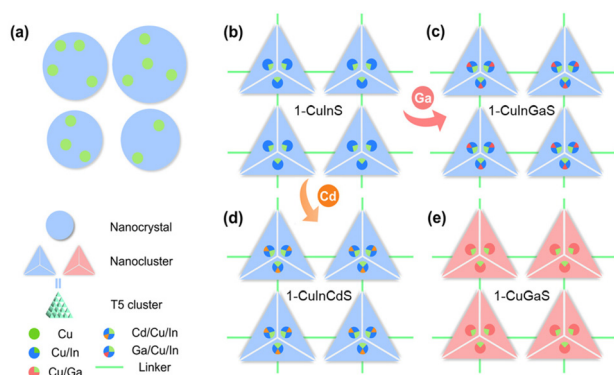 (a)
(b)
(c)
1-CuInS
Ga
1-CuInGaS
Cd
(d)
(e)
1-CuInCdS
1-CuGaS
Nanocrystal
Nanocluster
T5 cluster
Cu
Cd/Cu/In
Cu/In
Ga/Cu/In
Cu/Ga
Linker